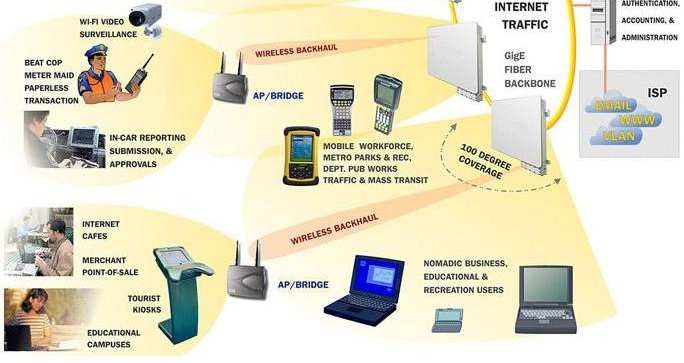 INTERNET
TRAFFIC
AUTHENTICATION,
ACCOUNTING, &
ADMINISTRATION
WI-FI VIDEO
SURVEILLANCE
WIRELESS BACKHAUL
GigE
FIBER
BACKBONE
BEAT COP
METER MAID
PAPERLESS
TRANSACTION
AP/BRIDGE
ISP
EMAIL
WWW
VLAN
IN-CAR REPORTING
SUBMISSION, &
APPROVALS
MOBILE WORKFORCE,
METRO PARKS & REC,
DEPT. PUB WORKS
TRAFFIC & MASS TRANSIT
100 DEGREE
COVERAGE
WIRELESS BACKHAUL
INTERNET
CAFES
MERCHANT
POINT-OF-SALE
TOURIST
KIOSKS
EDUCATIONAL
CAMPUSES
AP/BRIDGE
NOMADIC BUSINESS,
EDUCATIONAL &
RECREATION USERS